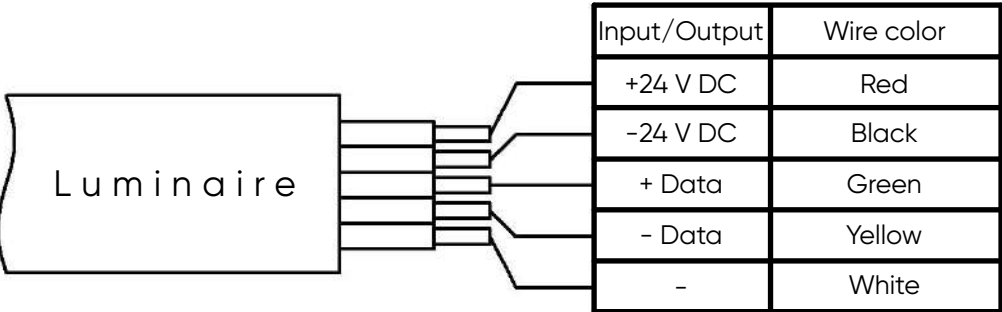 Input/Output Wire color
+24 V DC Red
-24 V DC Black
+ Data Green
- Data Yellow
- White
Luminaire